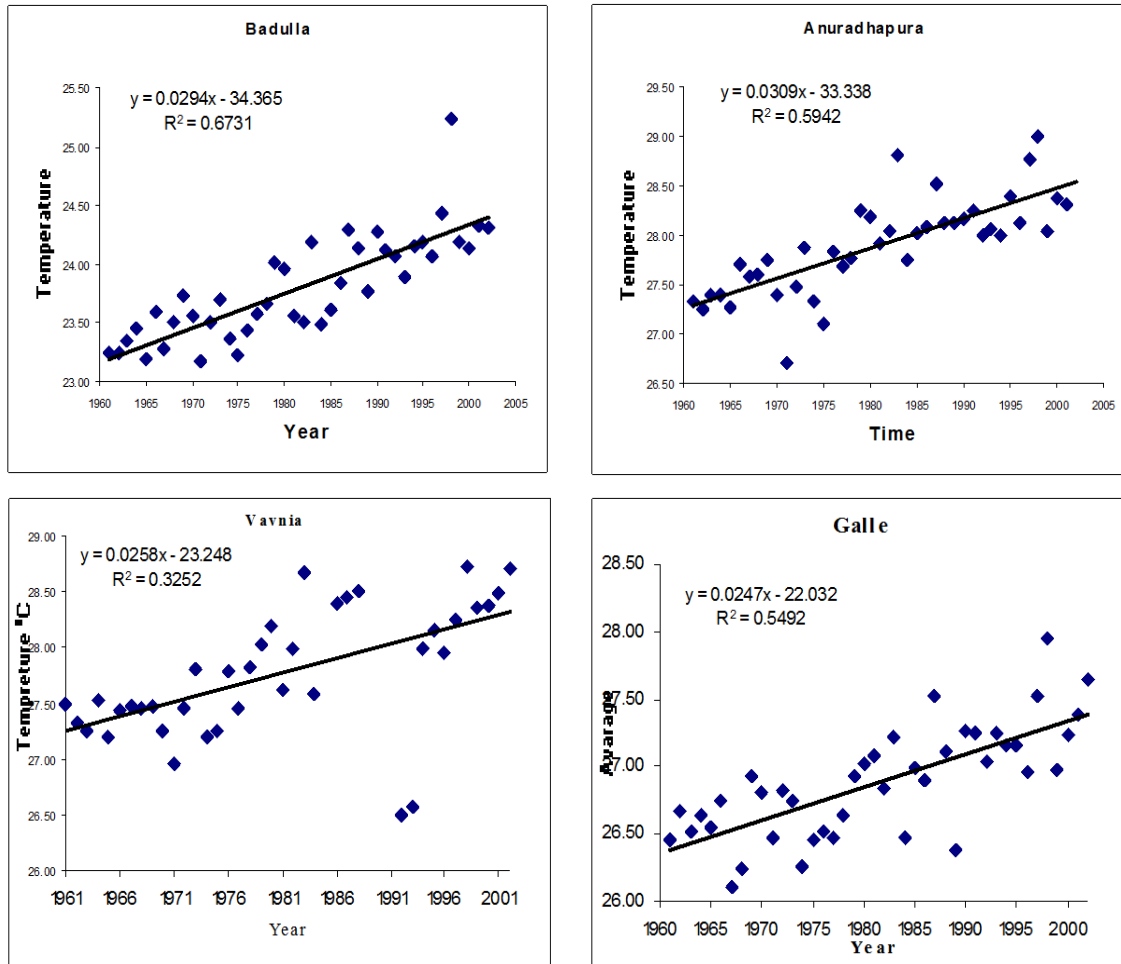 Badulla
y = 0.0294x - 34.365
R² = 0.6731
Temperature
25.50
25.00
24.50
24.00
23.50
23.00
1960 1965 1970 1975 1980 1985 1990 1995 2000 2005
Year
Anuradhapura
y = 0.0309x - 33.338
R² = 0.5942
Temperature
29.50
29.00
28.50
28.00
27.50
27.00
26.50
1960 1965 1970 1975 1980 1985 1990 1995 2000 2005
Time
Vavnia
y = 0.0258x - 23.248
R² = 0.3252
Tempreture °C
29.00
28.50
28.00
27.50
27.00
26.50
26.00
1961 1966 1971 1976 1981 1986 1991 1996 2001
Year
Galle
y = 0.0247x - 22.032
R² = 0.5492
Avarage
28.50
28.00
27.50
27.00
26.50
26.00
1960 1965 1970 1975 1980 1985 1990 1995 2000
Year